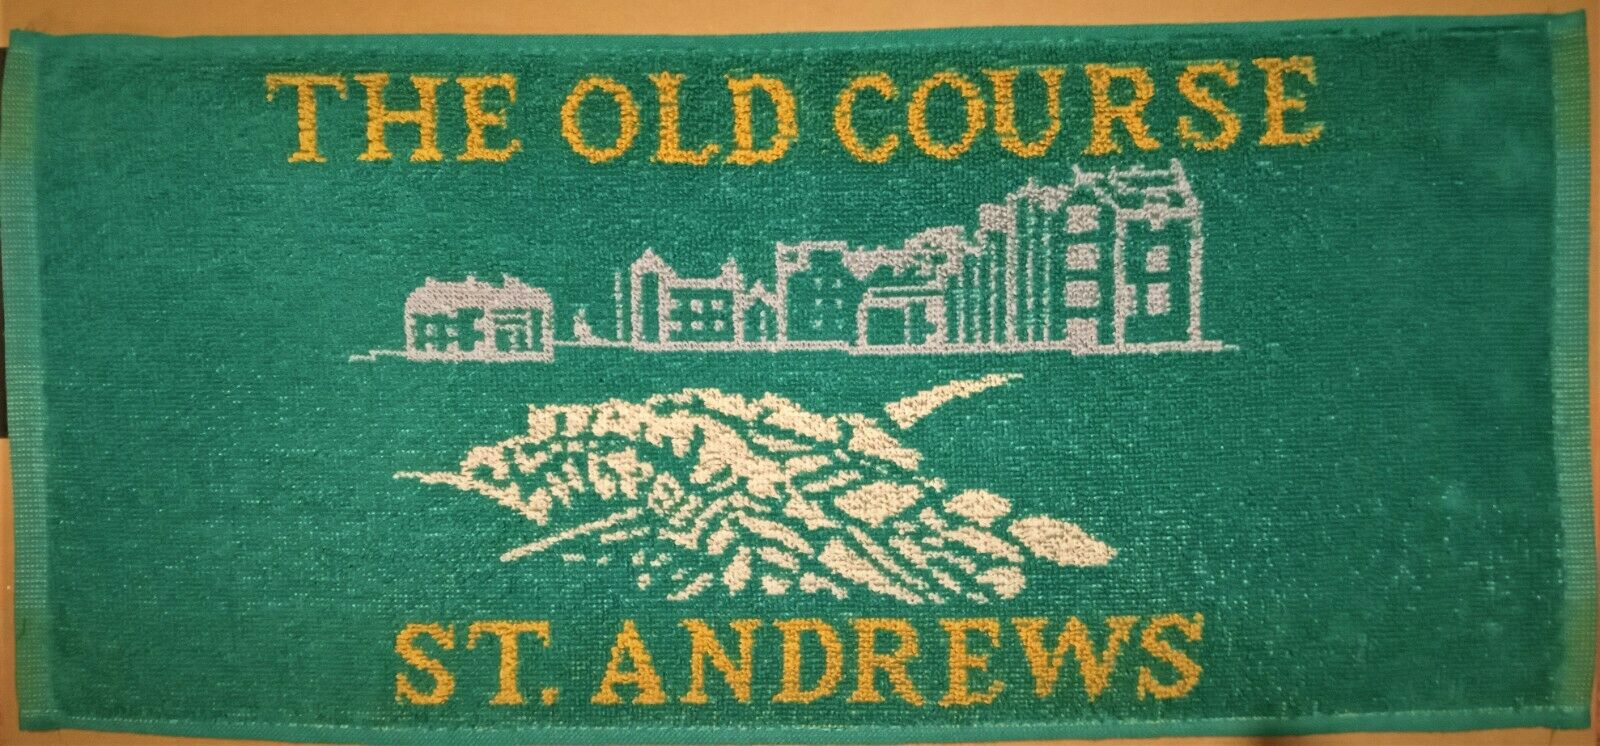 THE OLD COURSE
ST. ANDREWS